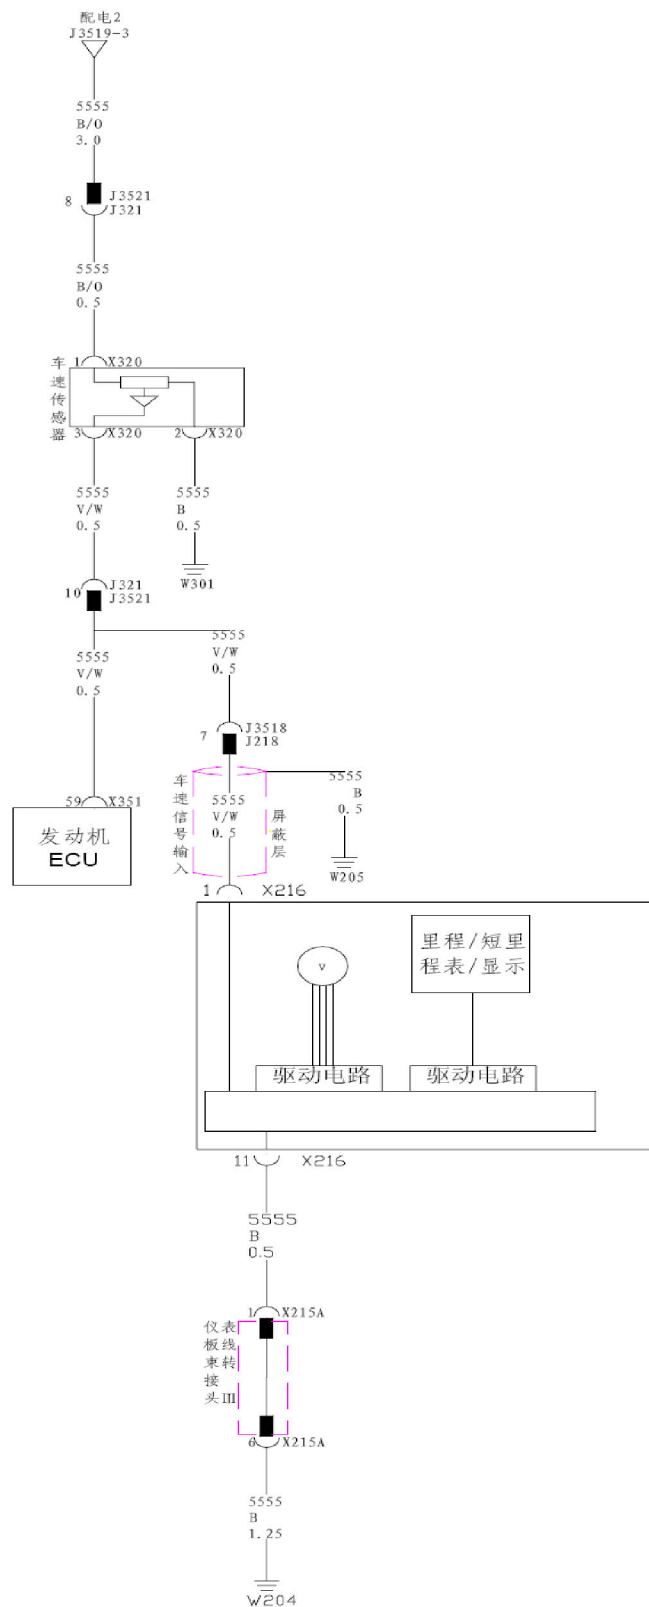 配电2
J3519-3
5555
B/O
3.0
8
J3521
J321
5555
B/O
0.5
车速传感器
1
X320
3
X320
2
X320
5555
V/W
0.5
5555
B
0.5
W301
10
J321
J3521
5555
V/W
0.5
5555
V/W
0.5
7
J3518
J218
车速信号输入
5555
V/W
0.5
屏蔽层
5555
B
0.5
W205
59
X351
发动机
ECU
1
X216
V
里程/短里
程表/显示
驱动电路
驱动电路
11
X216
5555
B
0.5
仪表
板线
束转
接
头Ⅲ
1
X215A
6
X215A
5555
B
1.25
W204